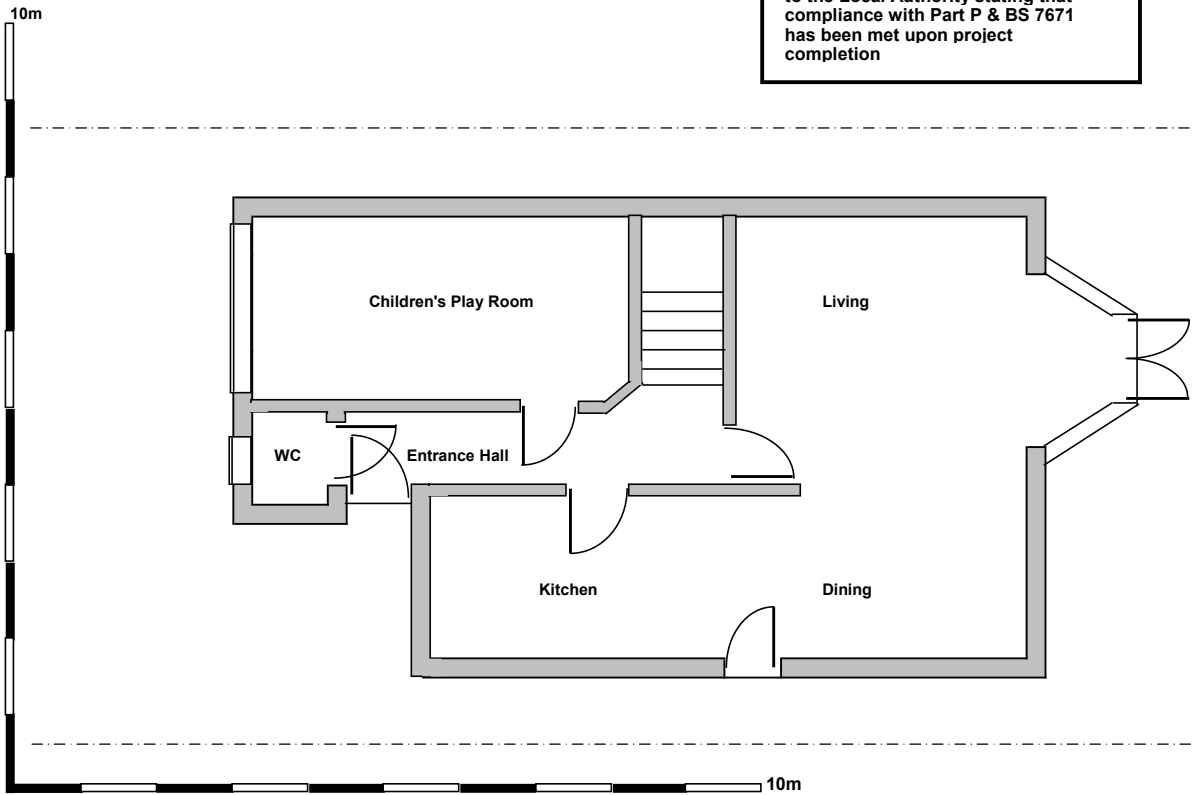 10m
to the Local Authority stating that
compliance with Part P & BS 7671
has been met upon project
completion
Children's Play Room
Living
WC
Entrance Hall
Kitchen
Dining
10m